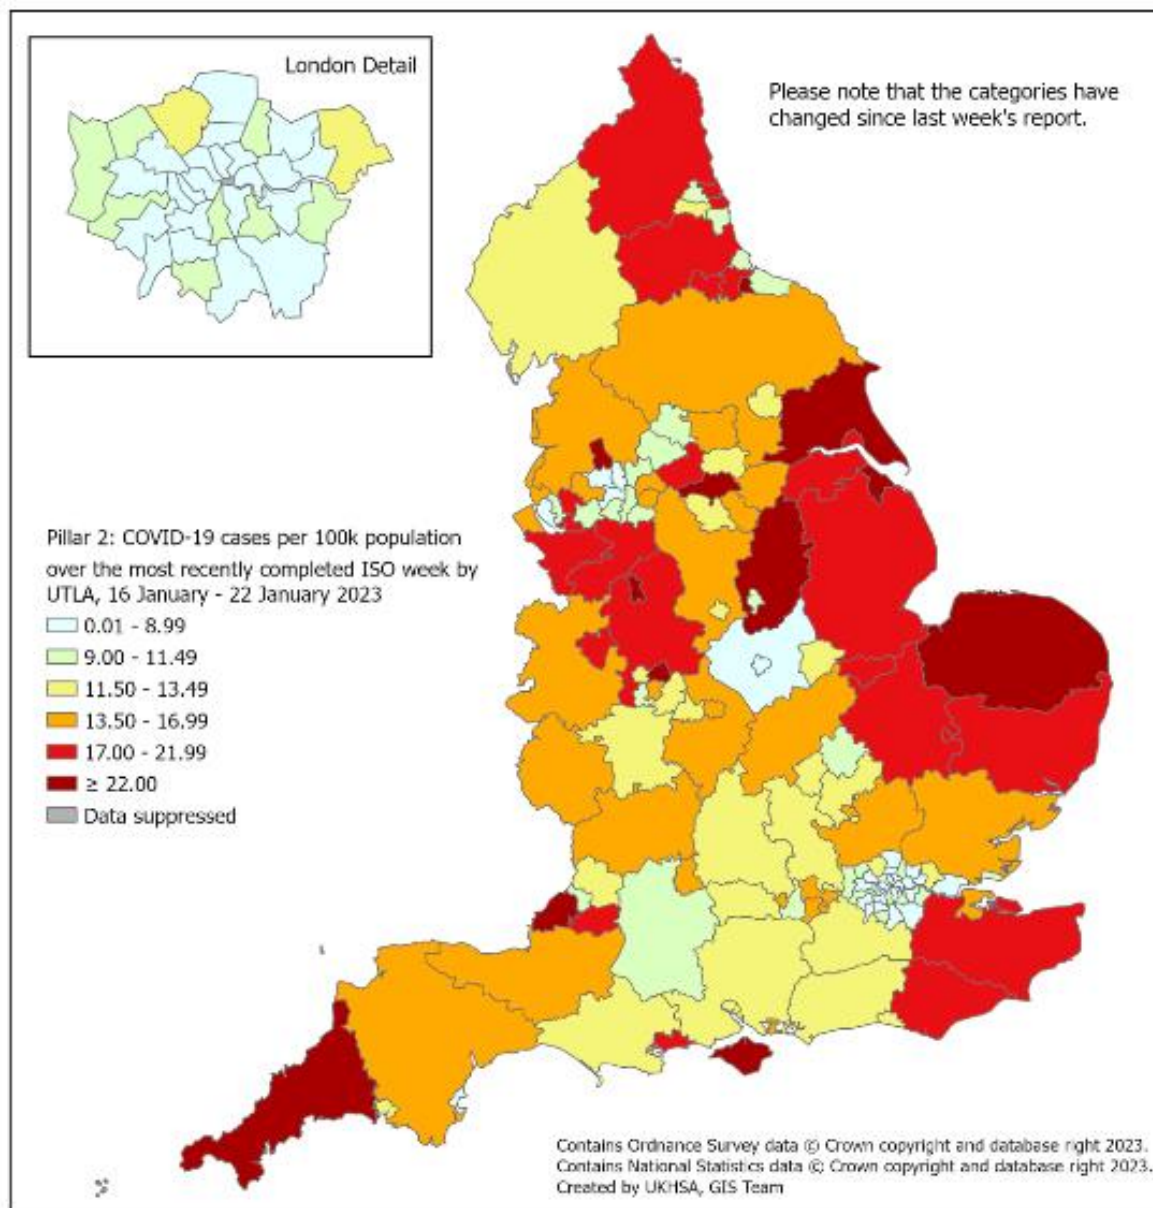 London Detail
Please note that the categories have
changed since last week's report.
Pillar 2: COVID-19 cases per 100k population
over the most recently completed ISO week by
UTLA, 16 January - 22 January 2023
0.01 - 8.99
9.00 - 11.49
11.50 - 13.49
13.50 - 16.99
17.00 - 21.99
≥ 22.00
Data suppressed
Contains Ordnance Survey data © Crown copyright and database right 2023.
Contains National Statistics data © Crown copyright and database right 2023.
Created by UKHSA, GIS Team